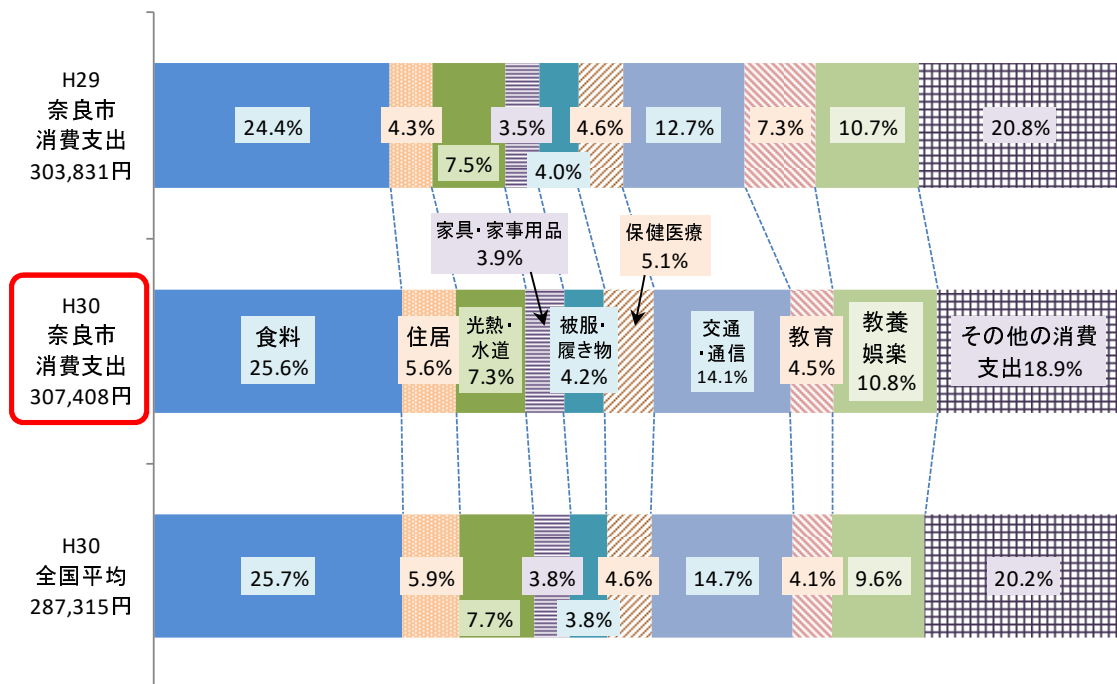 H29
奈良市
消費支出
303,831円
24.4%
4.3%
7.5%
3.5%
4.0%
4.6%
12.7%
7.3%
10.7%
20.8%
家具・家事用品
3.9%
保健医療
5.1%
H30
奈良市
消費支出
307,408円
食料
25.6%
住居
5.6%
光熱・
水道
7.3%
被服・
履き物
4.2%
交通
・通信
14.1%
教育
4.5%
教養
娯楽
10.8%
その他の消費
支出18.9%
H30
全国平均
287,315円
25.7%
5.9%
7.7%
3.8%
3.8%
4.6%
14.7%
4.1%
9.6%
20.2%